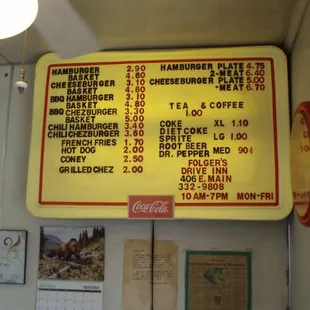 HAMBURGER 2.90
BASKET 4.60
CHEESEBURGER 3.10
BASKET 4.80
BBQ HAMBURGER 3.10
BASKET 4.80
BBQ CHEZBURGER 3.30
BASKET 5.00
CHILI HAMBURGER 3.40
CHILI CHEZBURGER 3.60
FRENCH FRIES 1.70
HOT DOG 2.00
CONEY 2.50
GRILLED CHEZ 2.00
HAMBURGER PLATE 4.75
2-MEAT 6.40
CHEESEBURGER PLATE 5.00
-MEAT 6.70
TEA & COFFEE
1.00
COKE XL 1.10
DIET COKE
SPRITE LG 1.00
ROOT BEER
DR. PEPPER MED 90¢
FOLGER'S
DRIVE INN
406 E. MAIN
332-9808
10 AM-7PM MON-FRI
Coca-Cola